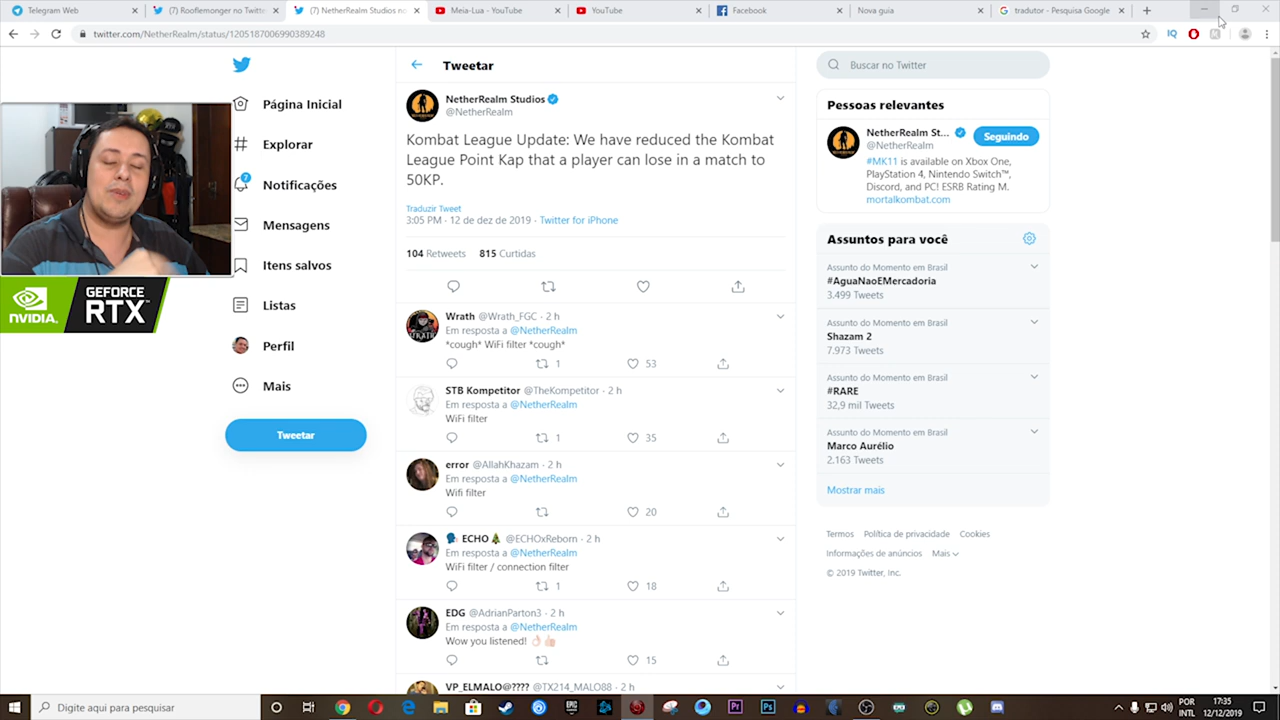 Telegram Web
(7) Rooflemonger no Twitte
(7) NetherRealm Studios no
Meia-Lua - YouTube
YouTube
Facebook
Nova guia
tradutor - Pesquisa Google
twitter.com/NetherRealm/status/1205187006990389248
Página Inicial
Explorar
7
Notificações
Mensagens
Itens salvos
Listas
Perfil
Mais
Tweetar
NVIDIA
GEFORCE
RTX™
Tweetar
NetherRealm Studios
@NetherRealm
Kombat League Update: We have reduced the Kombat
League Point Kap that a player can lose in a match to
50KP.
Traduzir Tweet
3:05 PM · 12 de dez de 2019 · Twitter for iPhone
104 Retweets 815 Curtidas
Wrath @Wrath_FGC · 2 h
Em resposta a @NetherRealm
*cough* WiFi filter *cough*
1 53
STB Kompetitor @TheKompetitor · 2 h
Em resposta a @NetherRealm
WiFi filter
1 35
error @AllahKhazam · 2 h
Em resposta a @NetherRealm
Wifi filter
20
ECHO @ECHOxReborn · 2 h
Em resposta a @NetherRealm
WiFi filter / connection filter
1 18
EDG @AdrianParton3 · 2 h
Em resposta a @NetherRealm
Wow you listened! 👌🏻👍🏻
15
VP_ELMALO@???? @TX214_MALO88 · 2 h
Buscar no Twitter
Pessoas relevantes
NetherRealm St...
@NetherRealm
Seguindo
#MK11 is available on Xbox One,
PlayStation 4, Nintendo Switch™,
Discord, and PC! ESRB Rating M.
mortalkombat.com
Assuntos para você
Assunto do Momento em Brasil
#AguaNaoEMercadoria
3.499 Tweets
Assunto do Momento em Brasil
Shazam 2
7.973 Tweets
Assunto do Momento em Brasil
#RARE
32,9 mil Tweets
Assunto do Momento em Brasil
Marco Aurélio
2.163 Tweets
Mostrar mais
Termos Política de privacidade Cookies
Informações de anúncios Mais
© 2019 Twitter, Inc.
Digite aqui para pesquisar
POR
INTL
17:35
12/12/2019